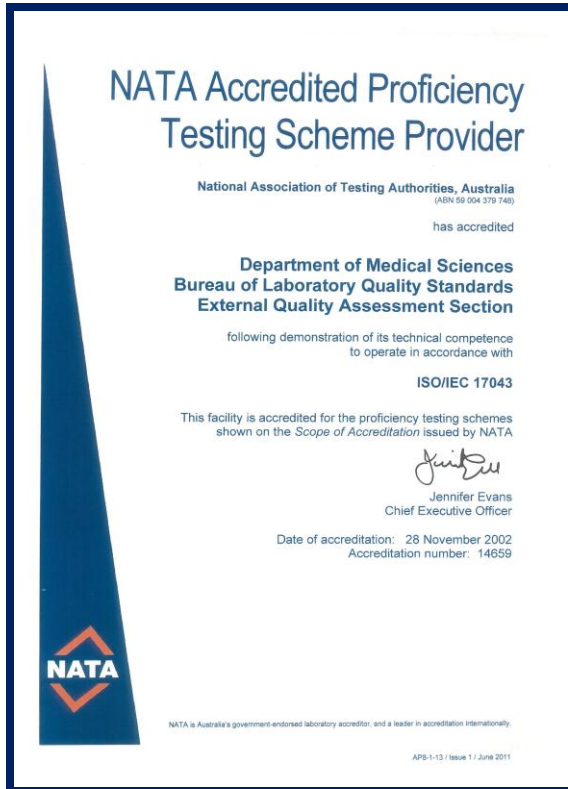 NATA Accredited Proficiency
Testing Scheme Provider
National Association of Testing Authorities, Australia
(ABN 59 004 379 748)
has accredited
Department of Medical Sciences
Bureau of Laboratory Quality Standards
External Quality Assessment Section
following demonstration of its technical competence
to operate in accordance with
ISO/IEC 17043
This facility is accredited for the proficiency testing schemes
shown on the Scope of Accreditation issued by NATA
Jennifer Evans
Chief Executive Officer
Date of accreditation: 28 November 2002
Accreditation number: 14659
NATA
NATA is Australia's government-endorsed laboratory accreditor, and a leader in accreditation internationally.
AP8-1-13 / Issue 1 / June 2011